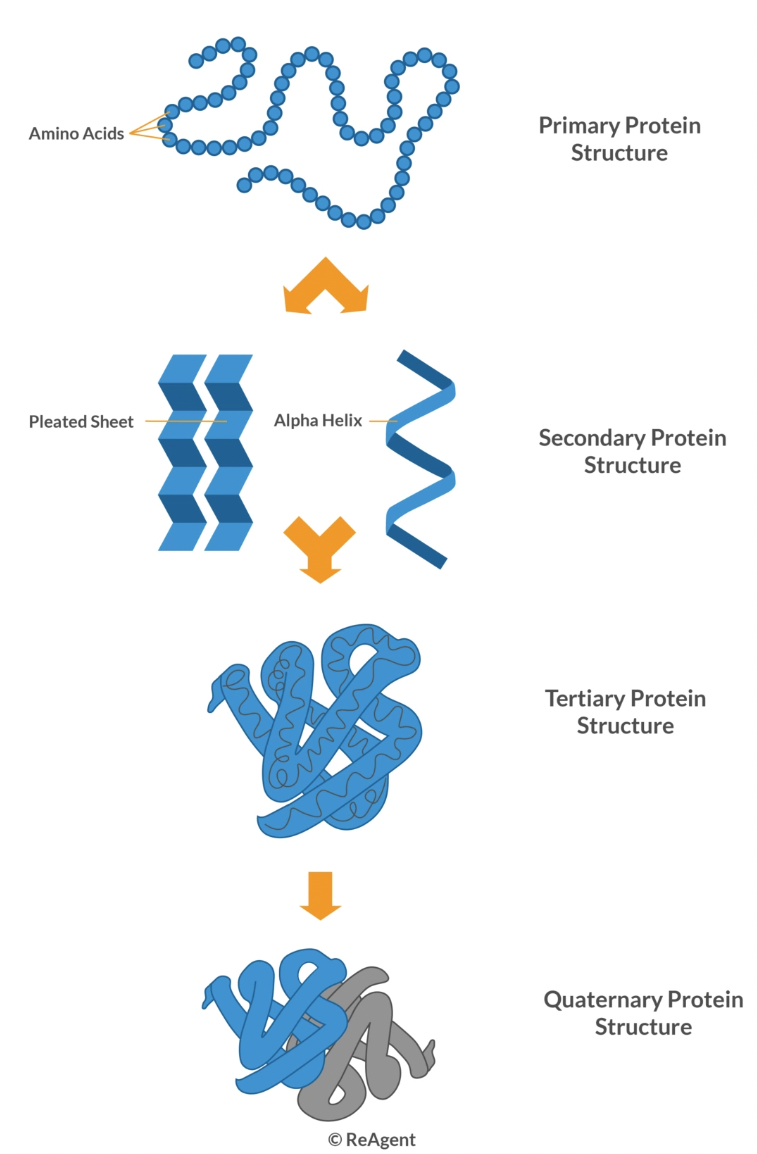 Amino Acids
Primary Protein
Structure
Pleated Sheet
Alpha Helix
Secondary Protein
Structure
Tertiary Protein
Structure
Quaternary Protein
Structure
© ReAgent